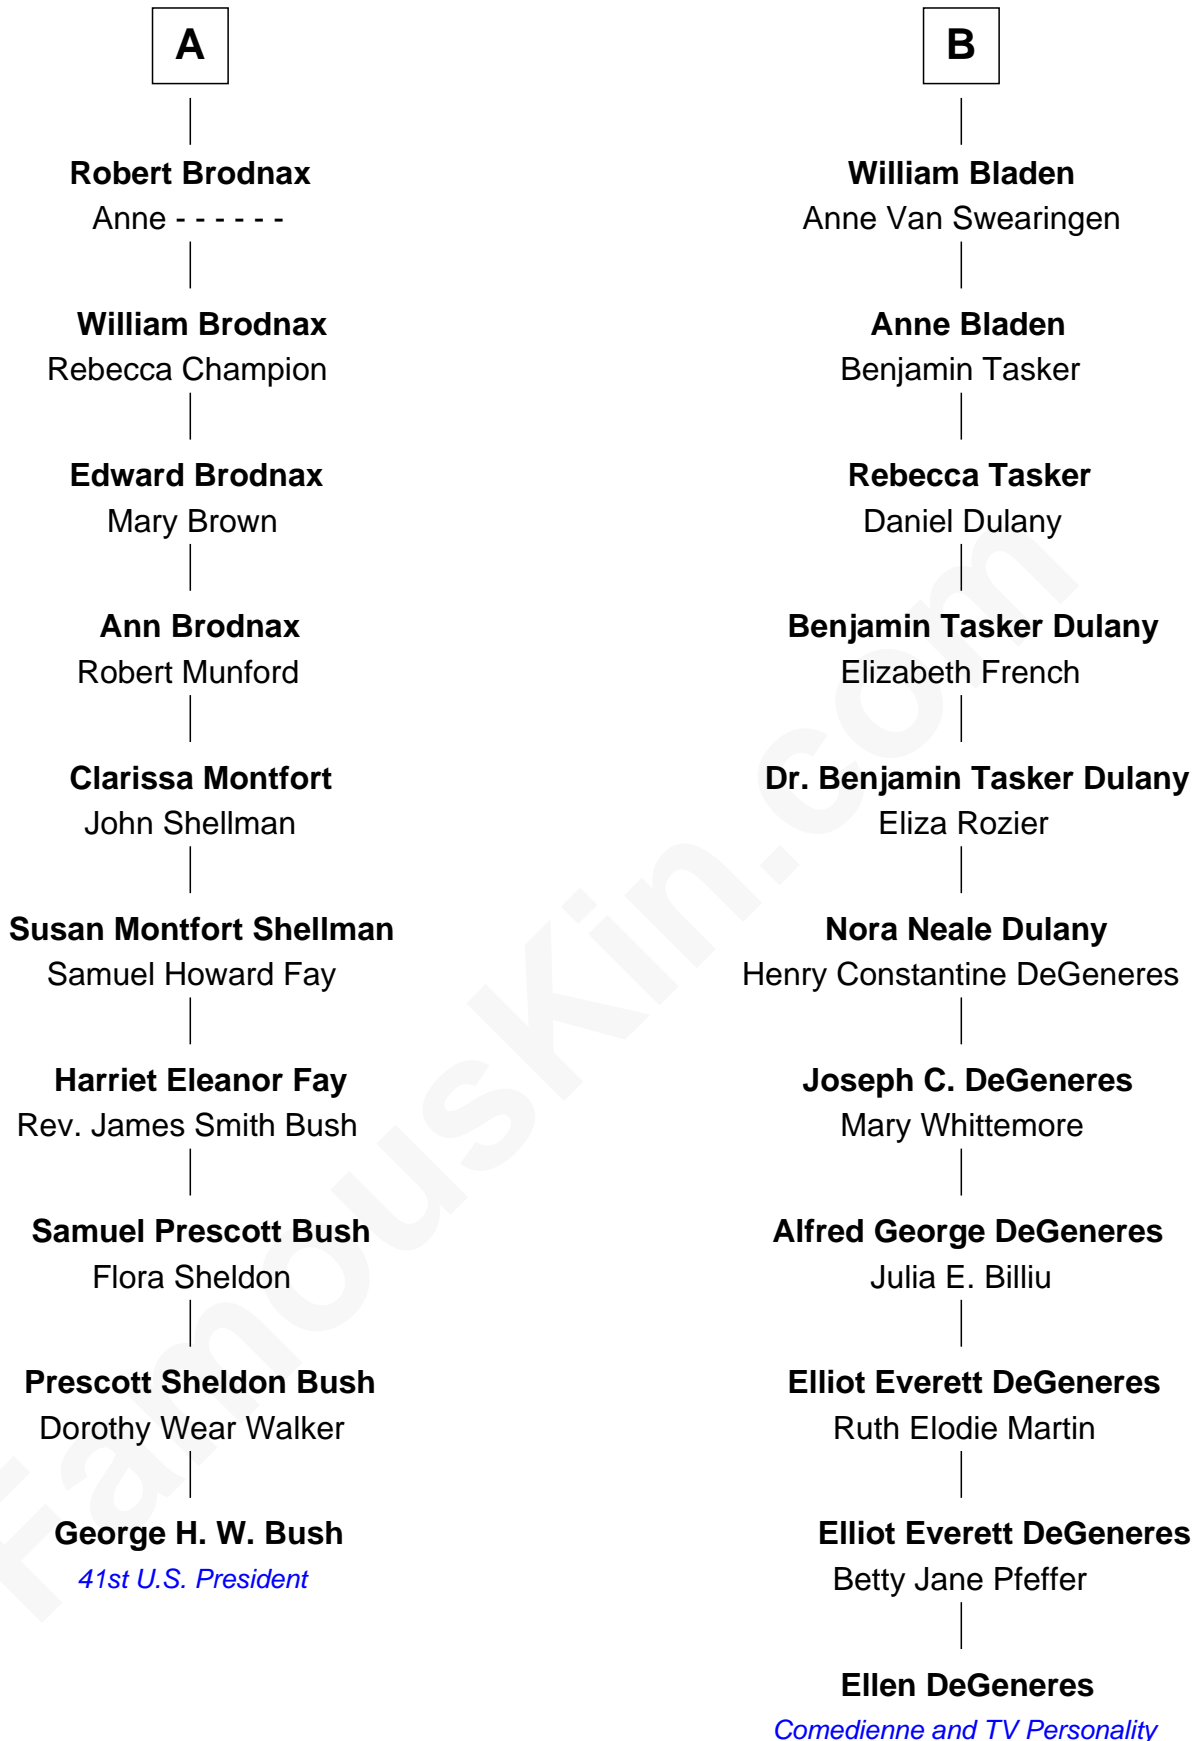 A
Robert Brodnax
Anne - - - - - -
William Brodnax
Rebecca Champion
Edward Brodnax
Mary Brown
Ann Brodnax
Robert Munford
Clarissa Montfort
John Shellman
Susan Montfort Shellman
Samuel Howard Fay
Harriet Eleanor Fay
Rev. James Smith Bush
Samuel Prescott Bush
Flora Sheldon
Prescott Sheldon Bush
Dorothy Wear Walker
George H. W. Bush
41st U.S. President
B
William Bladen
Anne Van Swearingen
Anne Bladen
Benjamin Tasker
Rebecca Tasker
Daniel Dulany
Benjamin Tasker Dulany
Elizabeth French
Dr. Benjamin Tasker Dulany
Eliza Rozier
Nora Neale Dulany
Henry Constantine DeGeneres
Joseph C. DeGeneres
Mary Whittemore
Alfred George DeGeneres
Julia E. Billiu
Elliot Everett DeGeneres
Ruth Elodie Martin
Elliot Everett DeGeneres
Betty Jane Pfeffer
Ellen DeGeneres
Comedienne and TV Personality
FamousKin.com